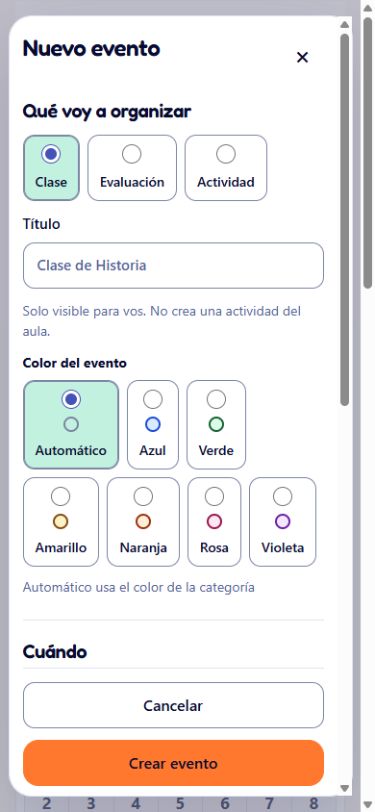 Nuevo evento
×
Qué voy a organizar
Clase
Evaluación
Actividad
Título
Clase de Historia
Solo visible para vos. No crea una actividad del
aula.
Color del evento
Automático
Azul
Verde
Amarillo
Naranja
Rosa
Violeta
Automático usa el color de la categoría
Cuándo
Cancelar
Crear evento
2 3 4 5 6 7 8